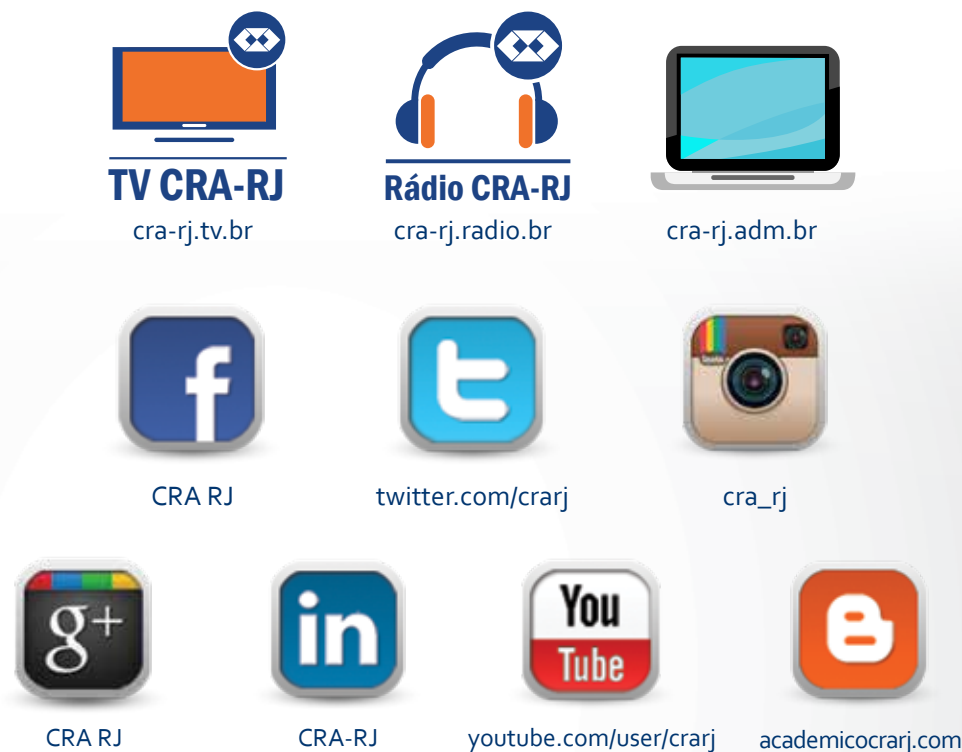 TV CRA-RJ
Rádio CRA-RJ
cra-rj.tv.br
cra-rj.radio.br
cra-rj.adm.br
f
t
CRA RJ
twitter.com/crarj
cra_rj
g+
in
You
Tube
B
CRA RJ
CRA-RJ
youtube.com/user/crarj
academicocrarj.com